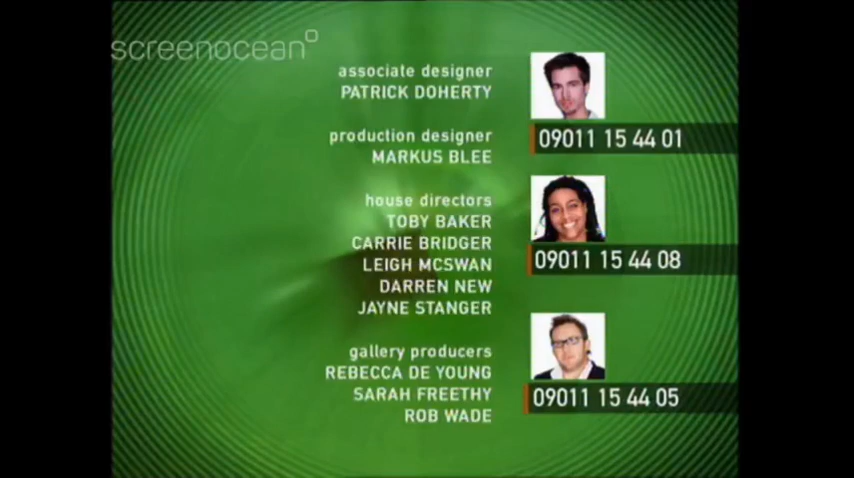 screenocean°
associate designer
PATRICK DOHERTY
production designer
MARKUS BLEE
house directors
TOBY BAKER
CARRIE BRIDGER
LEIGH MCSWAN
DARREN NEW
JAYNE STANGER
gallery producers
REBECCA DE YOUNG
SARAH FREETHY
ROB WADE
09011 15 44 01
09011 15 44 08
09011 15 44 05